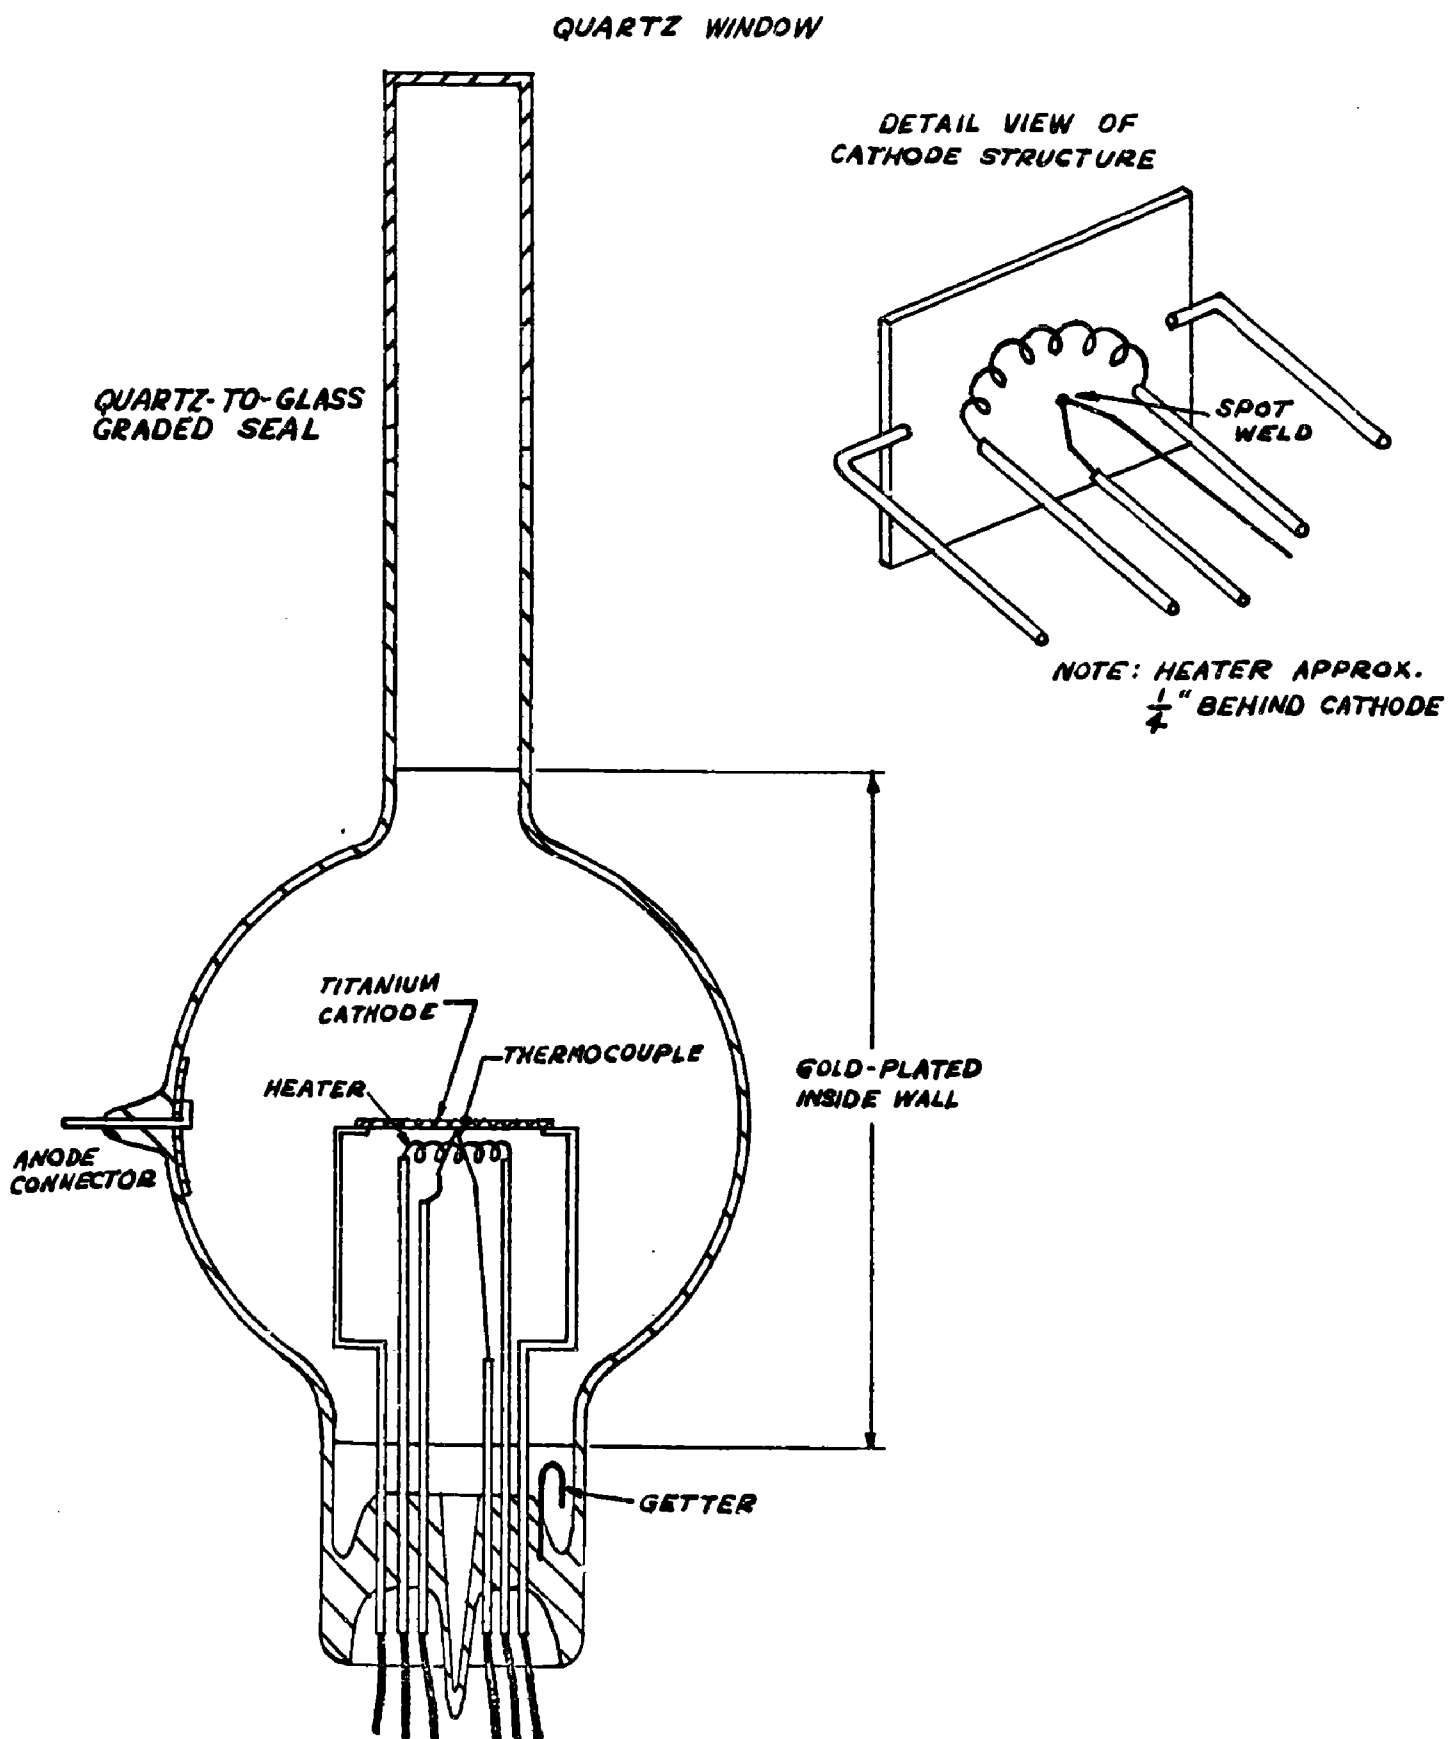 QUARTZ WINDOW
DETAIL VIEW OF
CATHODE STRUCTURE
QUARTZ-TO-GLASS
GRADED SEAL
SPOT
WELD
NOTE: HEATER APPROX.
1/4" BEHIND CATHODE
TITANIUM
CATHODE
THERMOCOUPLE
HEATER
GOLD-PLATED
INSIDE WALL
ANODE
CONNECTOR
GETTER